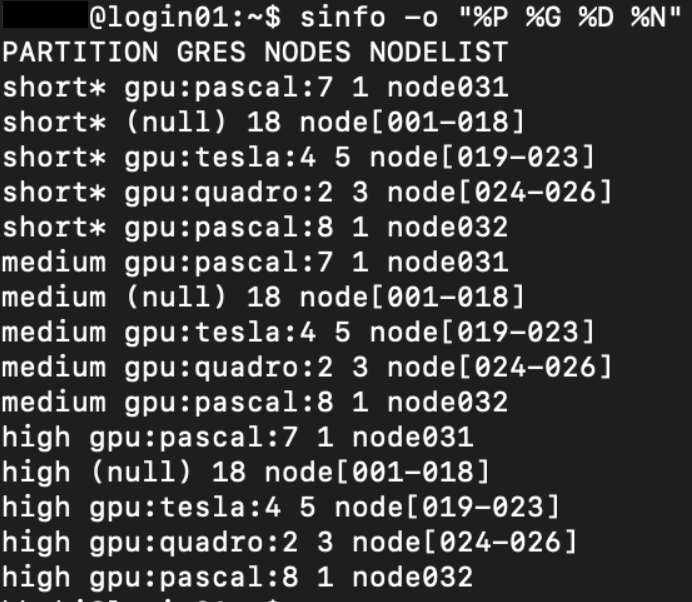 @login01:~$ sinfo -o "%P %G %D %N"
PARTITION GRES NODES NODELIST
short* gpu:pascal:7 1 node031
short* (null) 18 node[001-018]
short* gpu:tesla:4 5 node[019-023]
short* gpu:quadro:2 3 node[024-026]
short* gpu:pascal:8 1 node032
medium gpu:pascal:7 1 node031
medium (null) 18 node[001-018]
medium gpu:tesla:4 5 node[019-023]
medium gpu:quadro:2 3 node[024-026]
medium gpu:pascal:8 1 node032
high gpu:pascal:7 1 node031
high (null) 18 node[001-018]
high gpu:tesla:4 5 node[019-023]
high gpu:quadro:2 3 node[024-026]
high gpu:pascal:8 1 node032